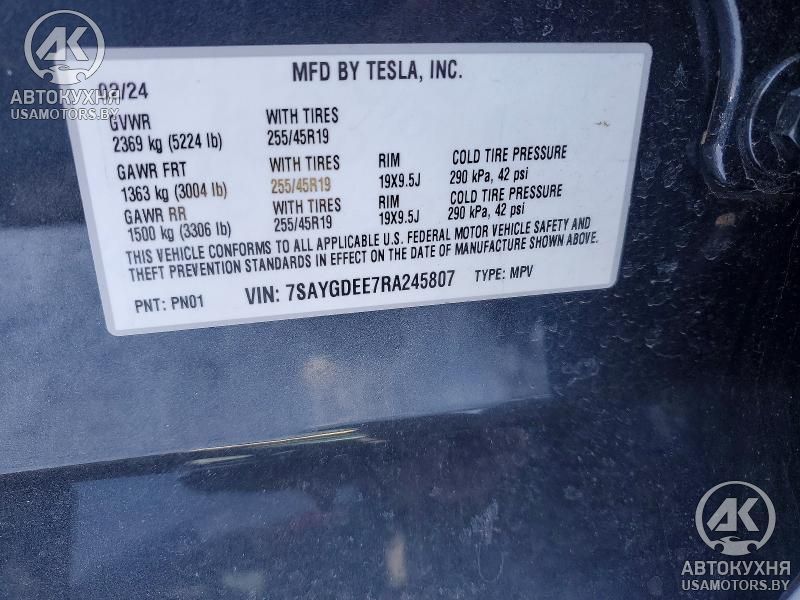 AK
АВТОКУХНЯ
USAMOTORS.BY
MFD BY TESLA, INC.
02/24
GVWR WITH TIRES
2369 kg (5224 lb) 255/45R19
GAWR FRT WITH TIRES RIM COLD TIRE PRESSURE
1363 kg (3004 lb) 255/45R19 19X9.5J 290 kPa, 42 psi
GAWR RR WITH TIRES RIM COLD TIRE PRESSURE
1500 kg (3306 lb) 255/45R19 19X9.5J 290 kPa, 42 psi
THIS VEHICLE CONFORMS TO ALL APPLICABLE U.S. FEDERAL MOTOR VEHICLE SAFETY AND
THEFT PREVENTION STANDARDS IN EFFECT ON THE DATE OF MANUFACTURE SHOWN ABOVE.
PNT: PN01 VIN: 7SAYGDEE7RA245807 TYPE: MPV
AK
АВТОКУХНЯ
USAMOTORS.BY